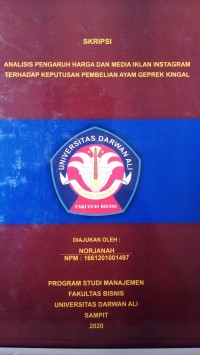 SKRIPSI
ANALISIS PENGARUH HARGA DAN MEDIA IKLAN INSTAGRAM
TERHADAP KEPUTUSAN PEMBELIAN AYAM GEPREK KINGAL
UNIVERSITAS DARWAN ALI
FAKULTAS BISNIS
DIAJUKAN OLEH :
NORJANAH
NPM : 1661201001497
PROGRAM STUDI MANAJEMEN
FAKULTAS BISNIS
UNIVERSITAS DARWAN ALI
SAMPIT
2020